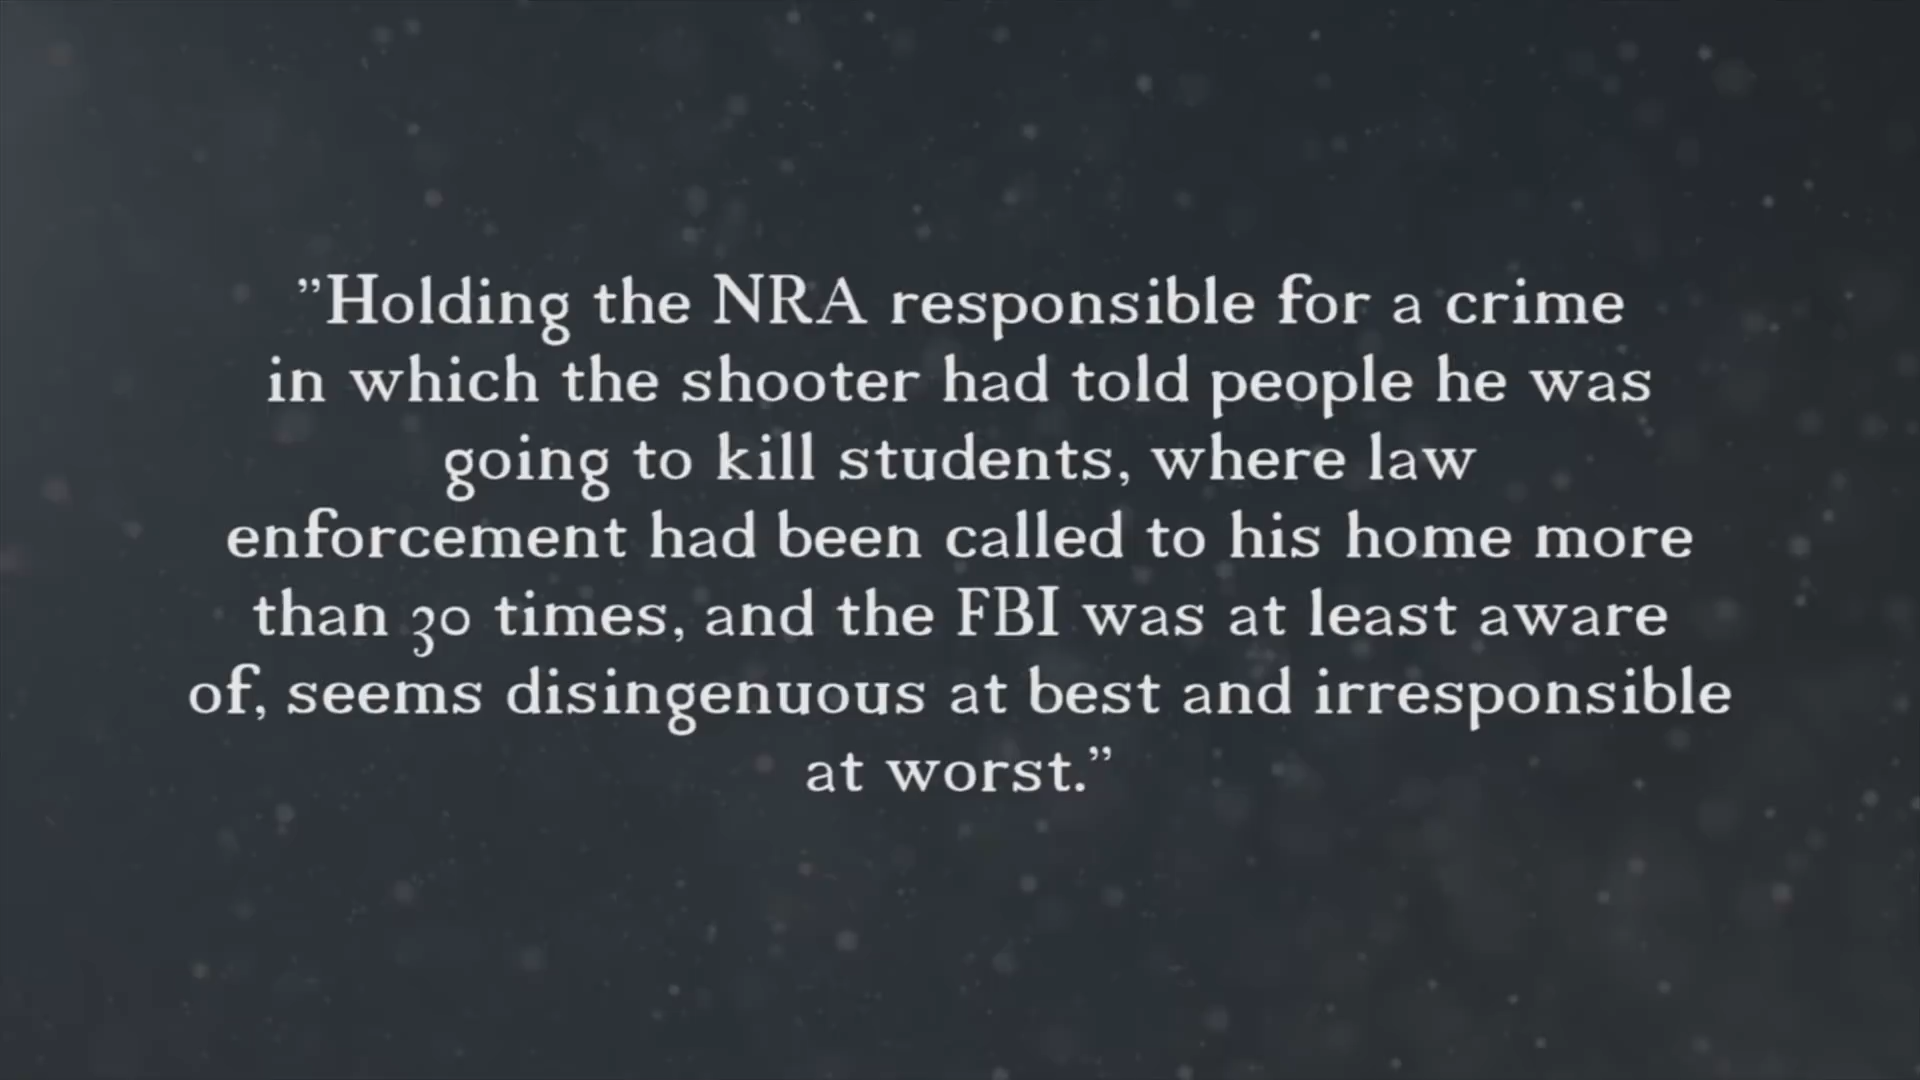 ”Holding the NRA responsible for a crime
in which the shooter had told people he was
going to kill students, where law
enforcement had been called to his home more
than 30 times, and the FBI was at least aware
of, seems disingenuous at best and irresponsible
at worst.”